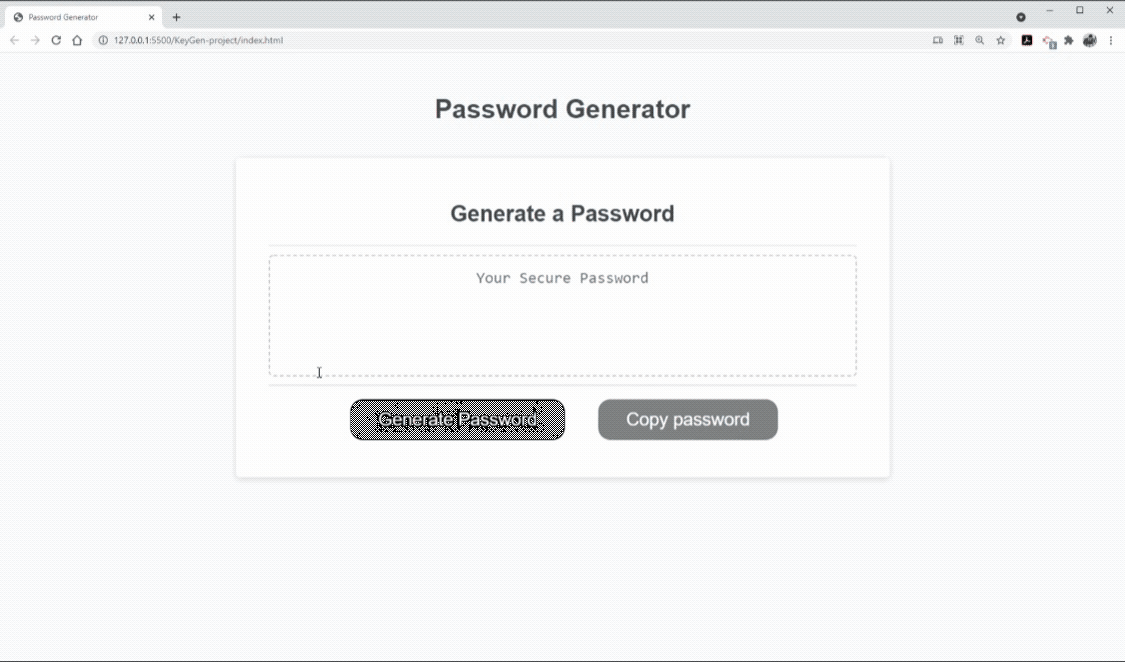 Password Generator
127.0.0.1:5500/KeyGen-project/index.html
Password Generator
Generate a Password
Your Secure Password
Generate Password
Copy password